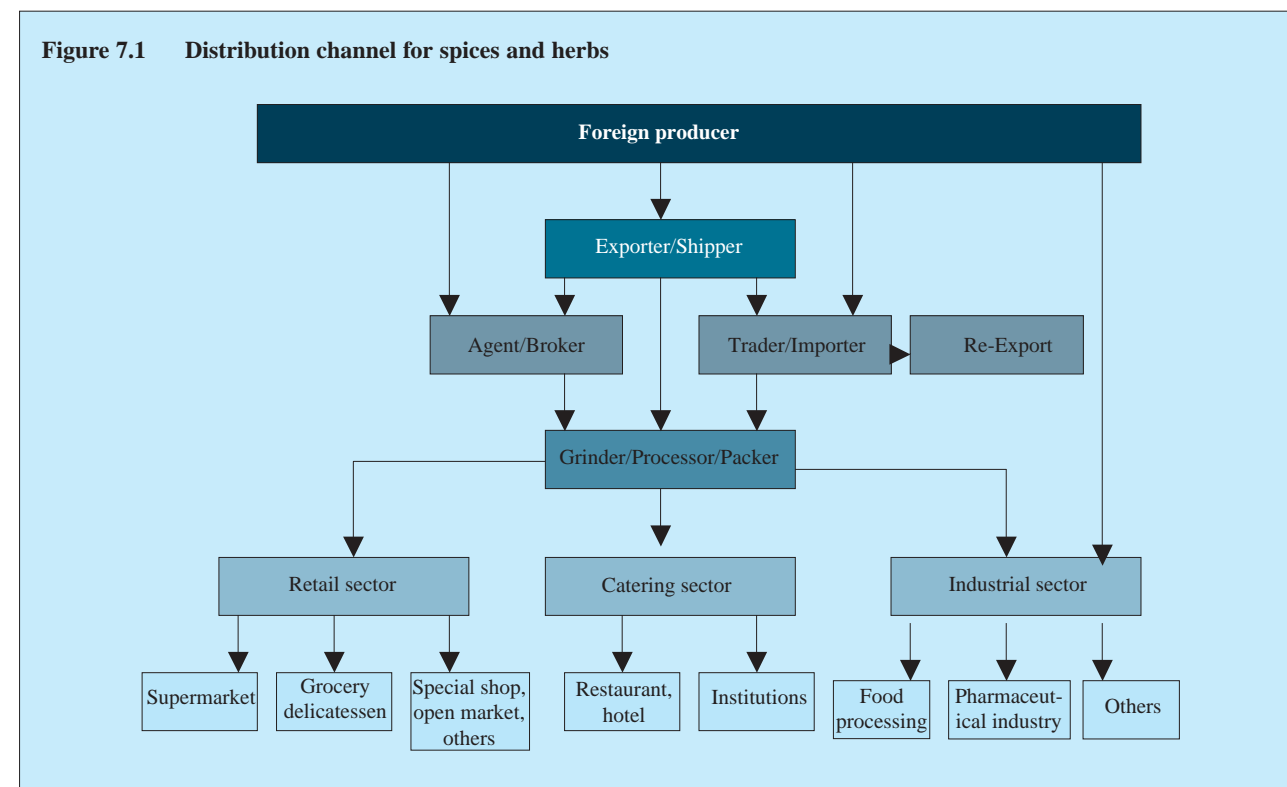 Figure 7.1 Distribution channel for spices and herbs
Foreign producer
Exporter/Shipper
Agent/Broker
Trader/Importer
Re-Export
Grinder/Processor/Packer
Retail sector
Catering sector
Industrial sector
Supermarket
Grocery
delicatessen
Special shop,
open market,
others
Restaurant,
hotel
Institutions
Food
processing
Pharmaceut-
ical industry
Others